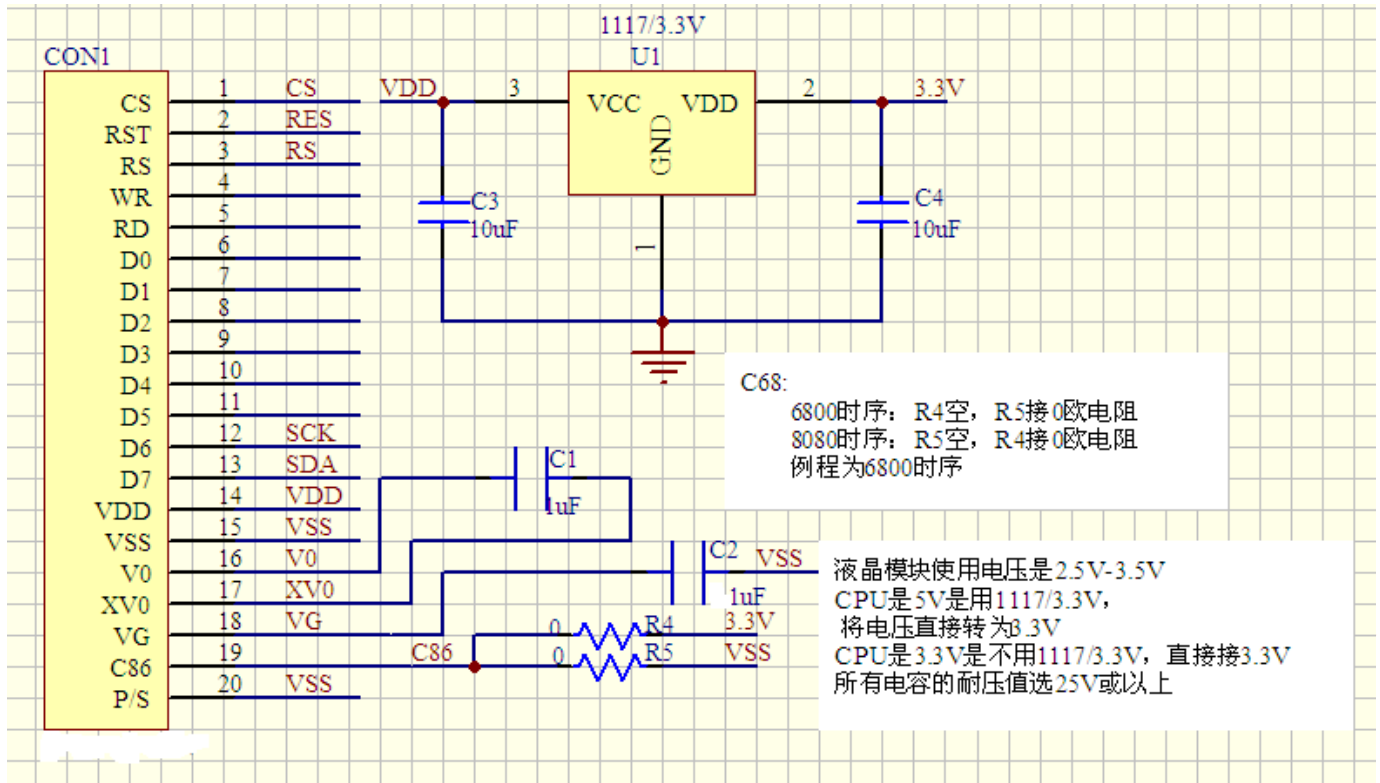 1117/3.3V
CON1
U1
CS 1 CS
RST 2 RES
RS 3 RS
WR 4
RD 5
D0 6
D1 7
D2 8
D3 9
D4 10
D5 11
D6 12 SCK
D7 13 SDA
VDD 14 VDD
VSS 15 VSS
V0 16 V0
XV0 17 XV0
VG 18 VG
C86 19 C86
P/S 20 VSS
VDD 3 VCC VDD 2 3.3V
GND
1
C3
10uF
C4
10uF
C1
1uF
C2 VSS
1uF
0 R4 3.3V
0 R5 VSS
C68:
6800时序：R4空，R5接0欧电阻
8080时序：R5空，R4接0欧电阻
例程为6800时序
液晶模块使用电压是2.5V-3.5V
CPU是5V是用1117/3.3V，
将电压直接转为3.3V
CPU是3.3V是不用1117/3.3V，直接接3.3V
所有电容的耐压值选25V或以上